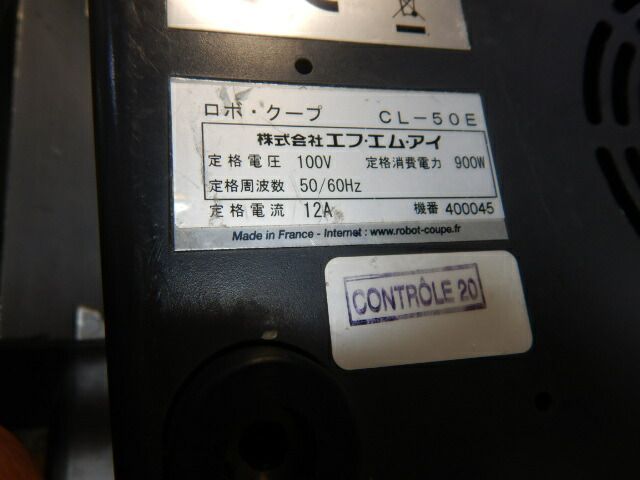 ロボ・クープ CL-50E
株式会社エフ・エム・アイ
定格電圧 100V 定格消費電力 900W
定格周波数 50/60Hz
定格電流 12A 機番 400045
Made in France - Internet : www.robot-coupe.fr
CONTRÔLE 20